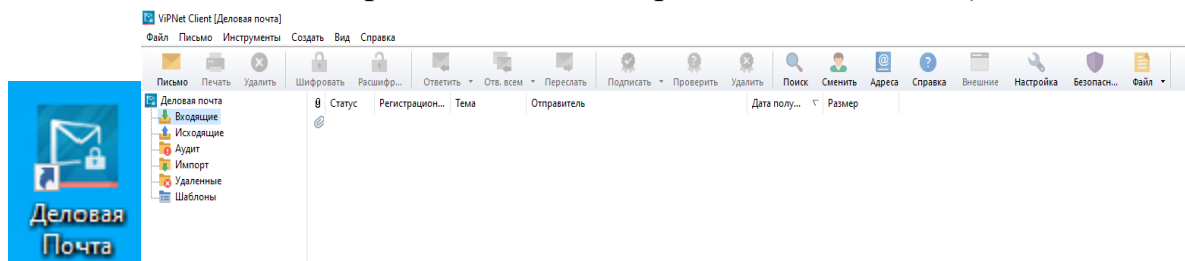 ViPNet Client [Деловая почта]
Файл Письмо Инструменты Создать Вид Справка
Письмо Печать Удалить Шифровать Расшифр... Ответить Отв. всем Переслать Подписать Проверить Удалить Поиск Сменить Адреса Справка Внешние Настройка Безопасн... Файл
Деловая почта
Статус Регистрацион... Тема Отправитель Дата полу... Размер
Входящие
Исходящие
Аудит
Импорт
Удаленные
Шаблоны
Деловая
Почта